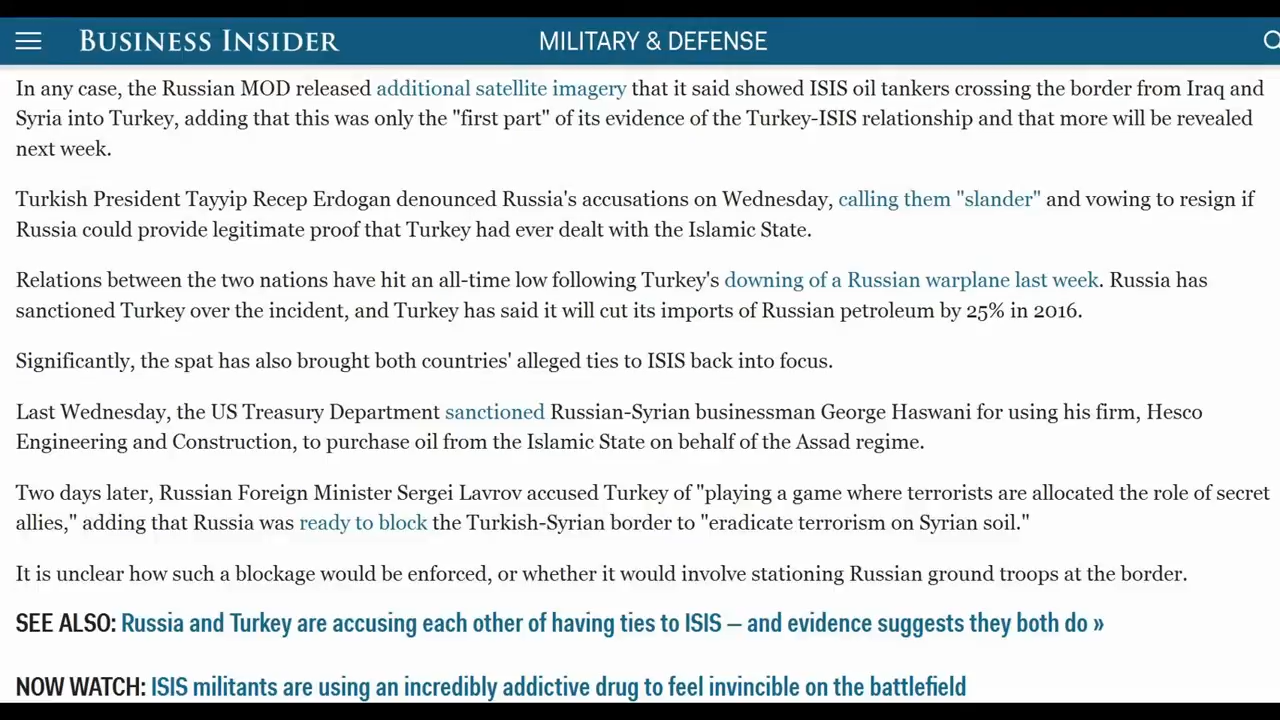 BUSINESS INSIDER
MILITARY & DEFENSE
In any case, the Russian MOD released additional satellite imagery that it said showed ISIS oil tankers crossing the border from Iraq and
Syria into Turkey, adding that this was only the "first part" of its evidence of the Turkey-ISIS relationship and that more will be revealed
next week.
Turkish President Tayyip Recep Erdogan denounced Russia's accusations on Wednesday, calling them "slander" and vowing to resign if
Russia could provide legitimate proof that Turkey had ever dealt with the Islamic State.
Relations between the two nations have hit an all-time low following Turkey's downing of a Russian warplane last week. Russia has
sanctioned Turkey over the incident, and Turkey has said it will cut its imports of Russian petroleum by 25% in 2016.
Significantly, the spat has also brought both countries' alleged ties to ISIS back into focus.
Last Wednesday, the US Treasury Department sanctioned Russian-Syrian businessman George Haswani for using his firm, Hesco
Engineering and Construction, to purchase oil from the Islamic State on behalf of the Assad regime.
Two days later, Russian Foreign Minister Sergei Lavrov accused Turkey of "playing a game where terrorists are allocated the role of secret
allies," adding that Russia was ready to block the Turkish-Syrian border to "eradicate terrorism on Syrian soil."
It is unclear how such a blockage would be enforced, or whether it would involve stationing Russian ground troops at the border.
SEE ALSO: Russia and Turkey are accusing each other of having ties to ISIS — and evidence suggests they both do »
NOW WATCH: ISIS militants are using an incredibly addictive drug to feel invincible on the battlefield